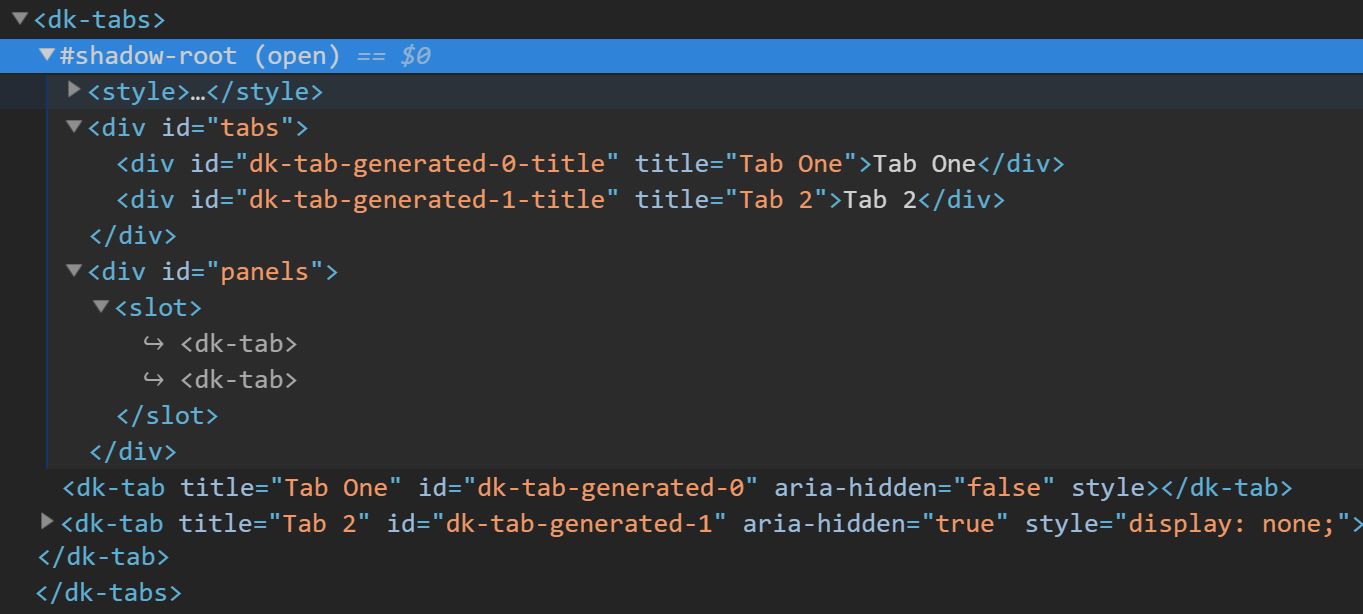 <dk-tabs>
#shadow-root (open) == $0
<style>…</style>
<div id="tabs">
<div id="dk-tab-generated-0-title" title="Tab One">Tab One</div>
<div id="dk-tab-generated-1-title" title="Tab 2">Tab 2</div>
</div>
<div id="panels">
<slot>
↪ <dk-tab>
↪ <dk-tab>
</slot>
</div>
<dk-tab title="Tab One" id="dk-tab-generated-0" aria-hidden="false" style></dk-tab>
<dk-tab title="Tab 2" id="dk-tab-generated-1" aria-hidden="true" style="display: none;">
</dk-tab>
</dk-tabs>